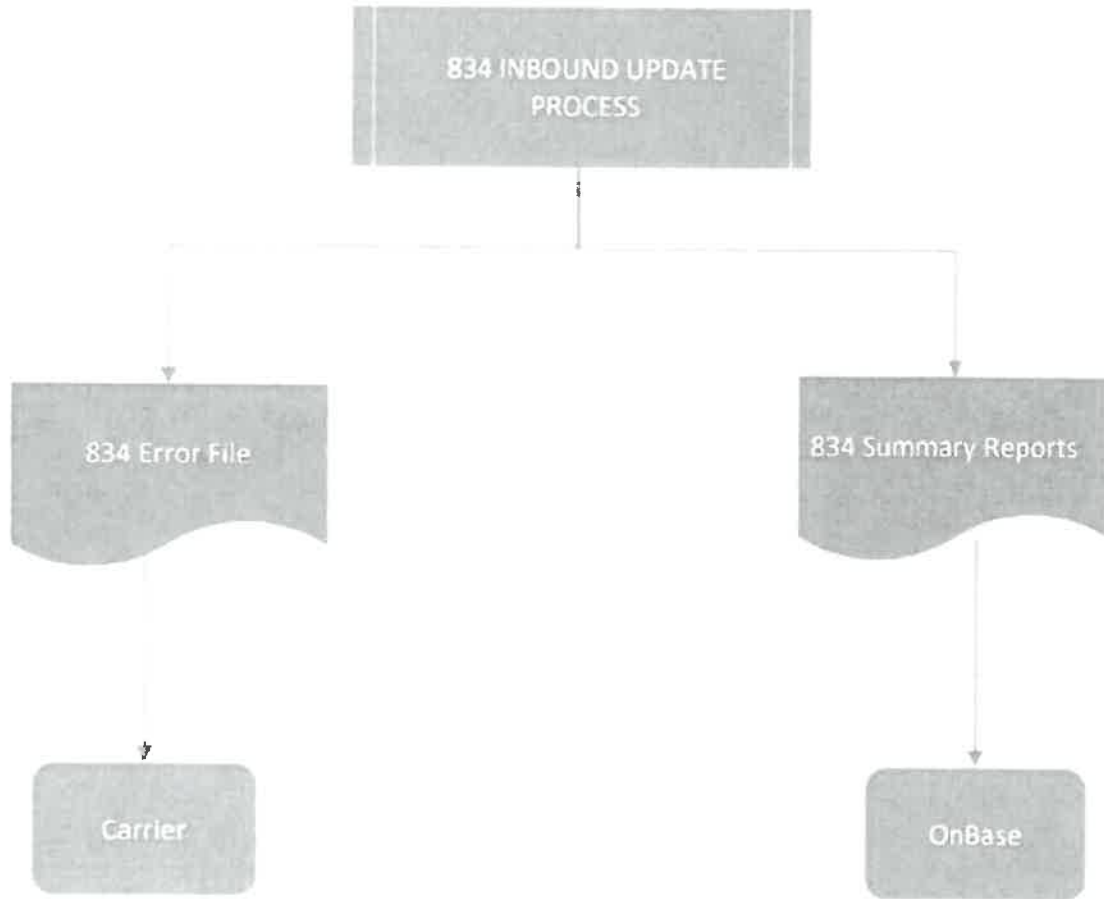 834 INBOUND UPDATE
PROCESS
834 Error File
834 Summary Reports
Carrier
OnBase